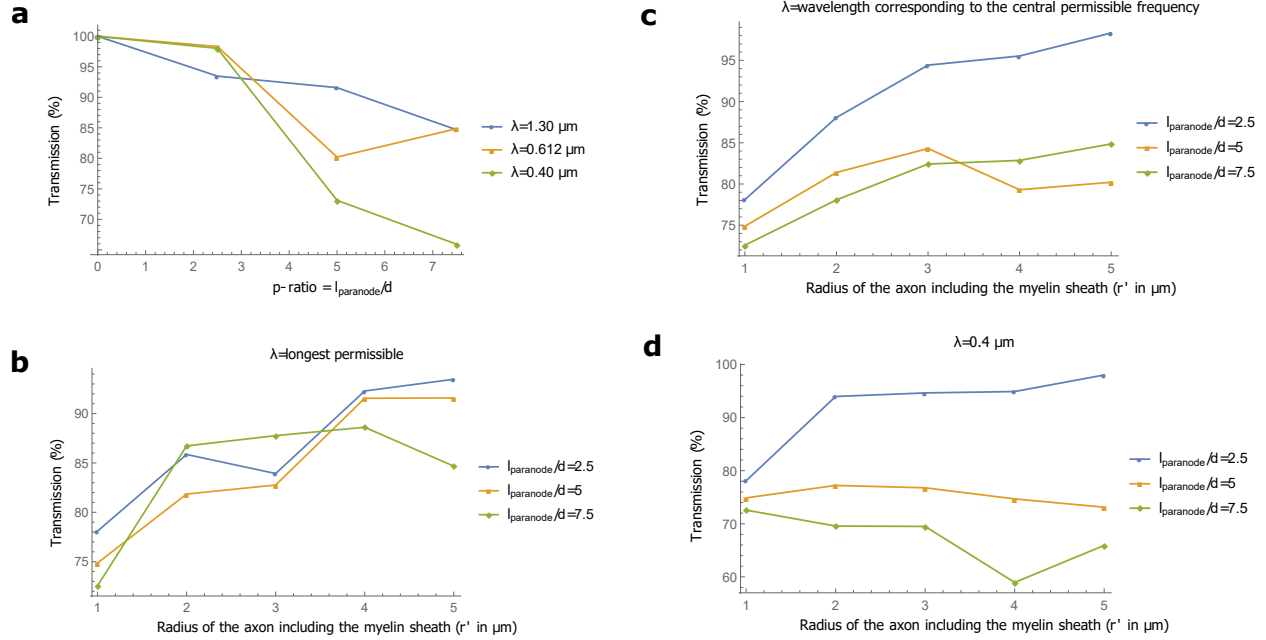 a
100
95
90
85
80
75
70
Transmission (%)
0 1 2 3 4 5 6 7
p-ratio = lparanode/d
λ=1.30 μm
λ=0.612 μm
λ=0.40 μm
b
λ=longest permissible
90
85
80
75
Transmission (%)
1 2 3 4 5
Radius of the axon including the myelin sheath (r' in μm)
lparanode/d=2.5
lparanode/d=5
lparanode/d=7.5
c
λ=wavelength corresponding to the central permissible frequency
95
90
85
80
75
Transmission (%)
1 2 3 4 5
Radius of the axon including the myelin sheath (r' in μm)
lparanode/d=2.5
lparanode/d=5
lparanode/d=7.5
d
λ=0.4 μm
100
90
80
70
60
Transmission (%)
1 2 3 4 5
Radius of the axon including the myelin sheath (r' in μm)
lparanode/d=2.5
lparanode/d=5
lparanode/d=7.5